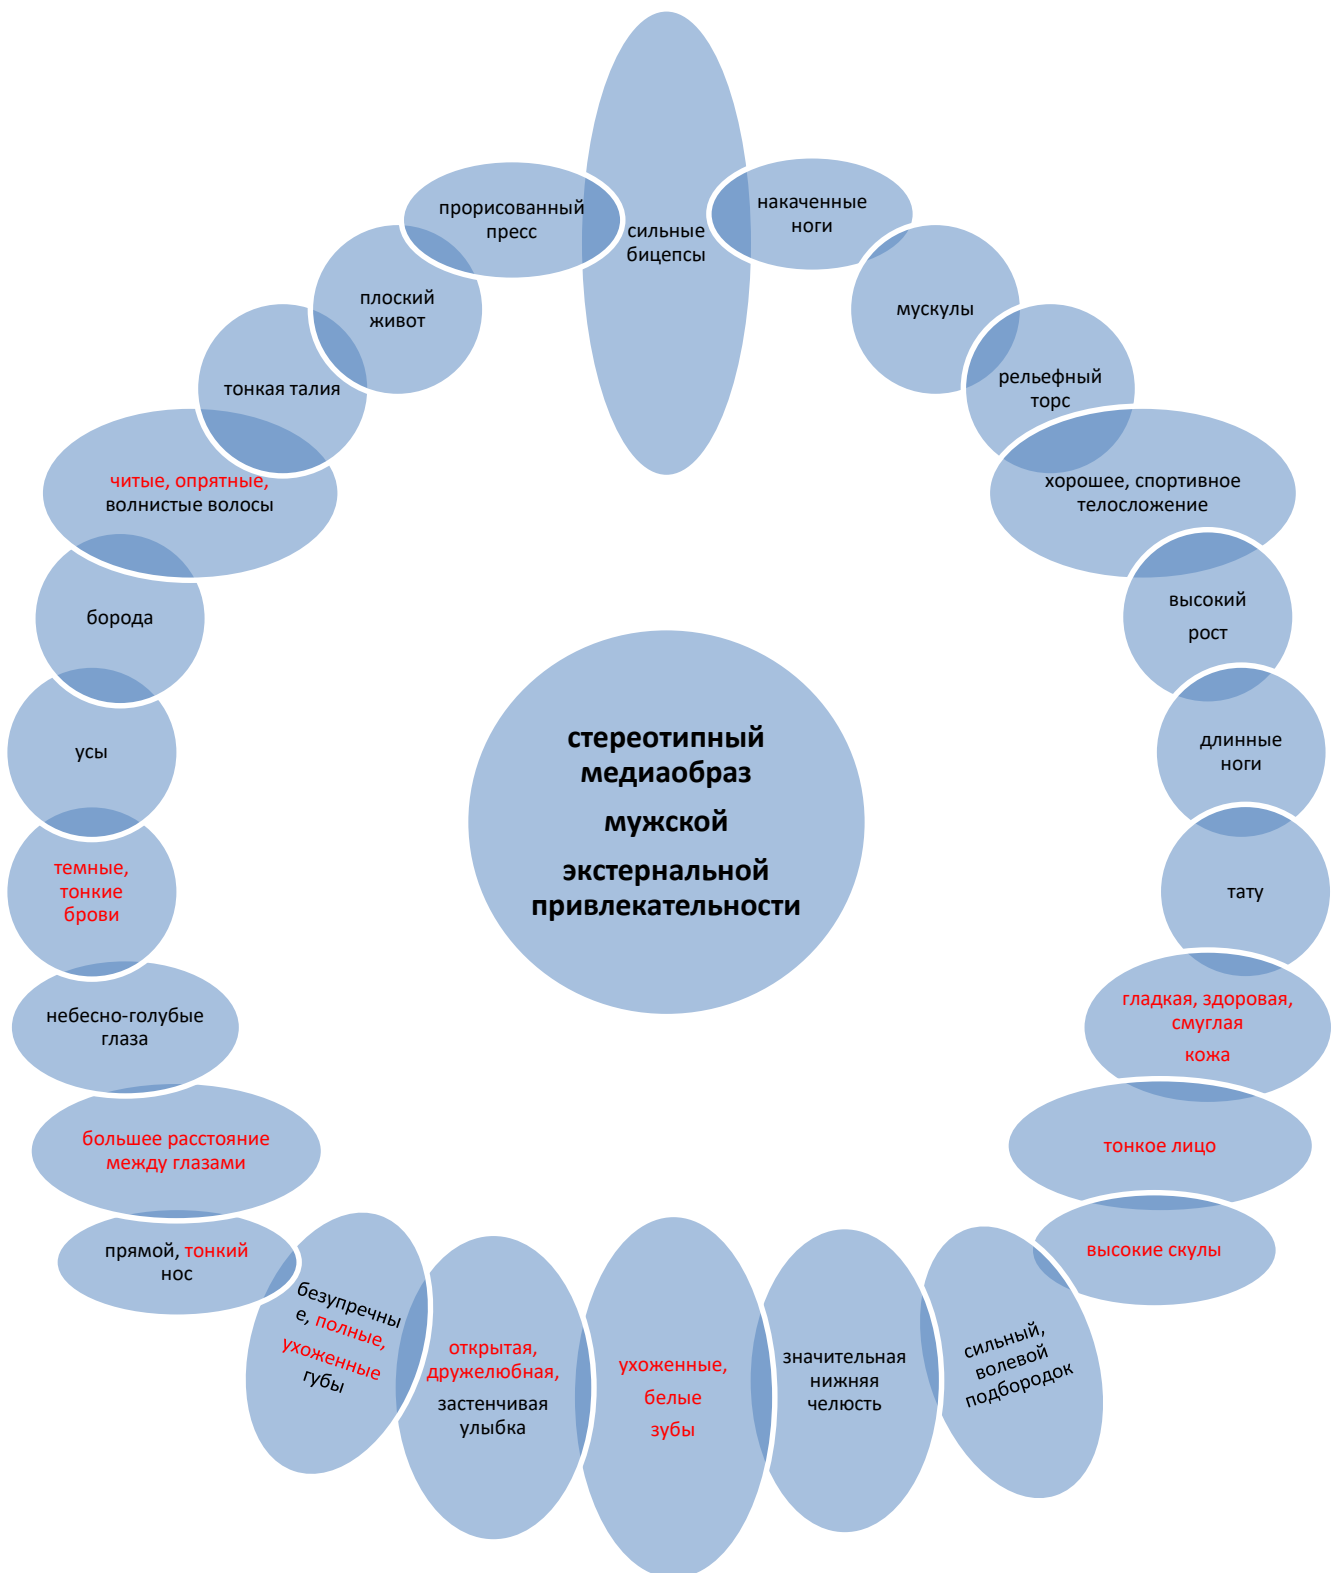 сильные
бицепсы
накаченные
ноги
мускулы
рельефный
торс
хорошее, спортивное
телосложение
высокий
рост
длинные
ноги
тату
гладкая, здоровая,
смуглая
кожа
тонкое лицо
высокие скулы
сильный,
волевой
подбородок
значительная
нижняя
челюсть
ухоженные,
белые
зубы
открытая,
дружелюбная,
застенчивая
улыбка
безупречны
е, полные,
ухоженные
губы
прямой, тонкий
нос
большее расстояние
между глазами
небесно-голубые
глаза
темные,
тонкие
брови
усы
борода
читые, опрятные,
волнистые волосы
тонкая талия
плоский
живот
прорисованный
пресс
стереотипный
медиаобраз
мужской
экстернальной
привлекательности